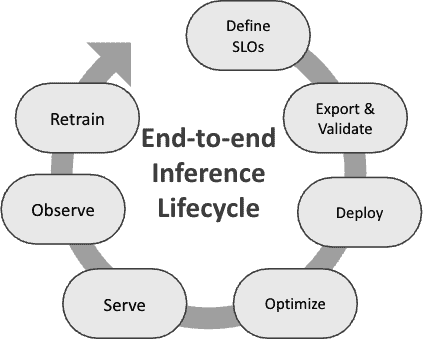 Define
SLOs
Export &
Validate
Deploy
Optimize
Serve
Observe
Retrain
End-to-end
Inference
Lifecycle